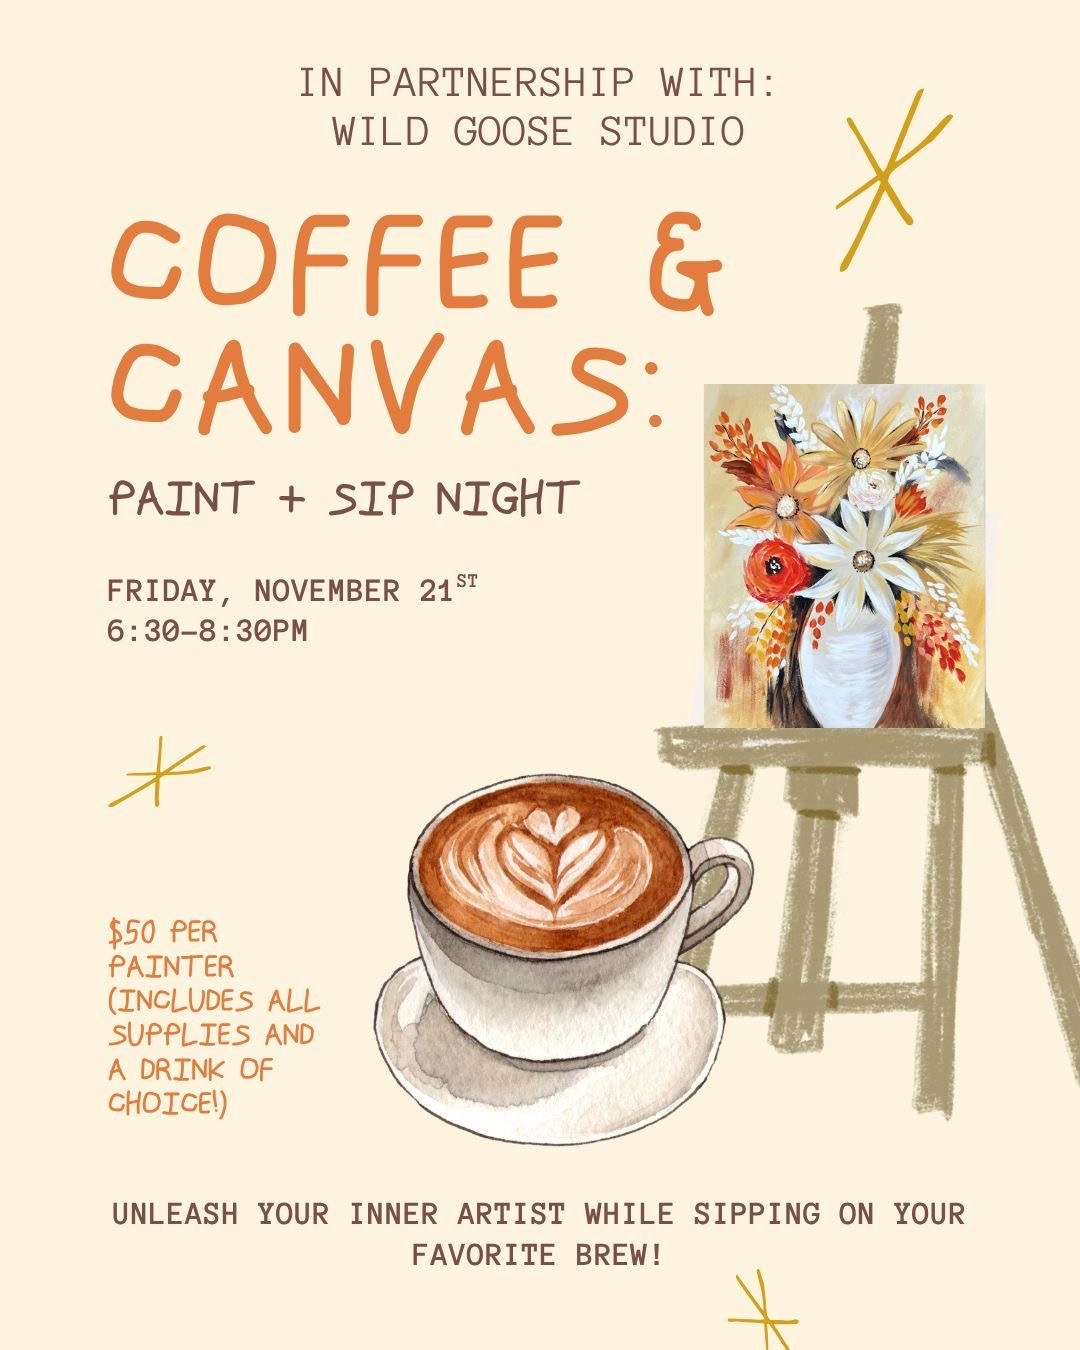 IN PARTNERSHIP WITH:
WILD GOOSE STUDIO
COFFEE &
CANVAS:
PAINT + SIP NIGHT
FRIDAY, NOVEMBER 21ST
6:30–8:30PM
$50 PER
PAINTER
(INCLUDES ALL
SUPPLIES AND
A DRINK OF
CHOICE!)
UNLEASH YOUR INNER ARTIST WHILE SIPPING ON YOUR
FAVORITE BREW!